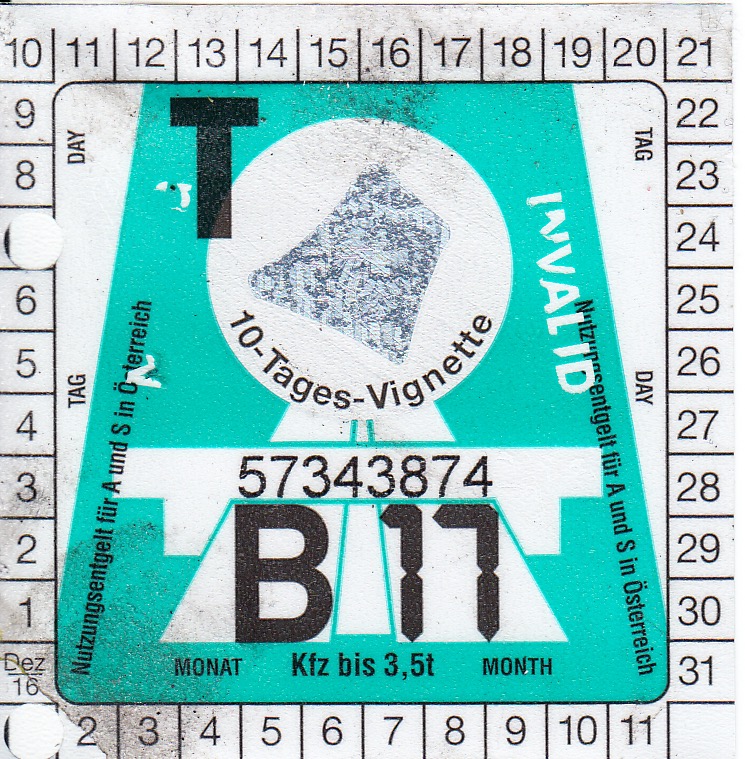 10 11 12 13 14 15 16 17 18 19 20 21
9 22
8 23
24
6 25
5 26
4 27
3 28
2 29
1 30
Dez
16
31
2 3 4 5 6 7 8 9 10 11
DAY
TAG
T
INVALID
10-Tages-Vignette
TAG
DAY
Nutzungsentgelt für A und S in Österreich
Nutzungsentgelt für A und S in Österreich
57343874
B 17
MONAT Kfz bis 3,5t MONTH